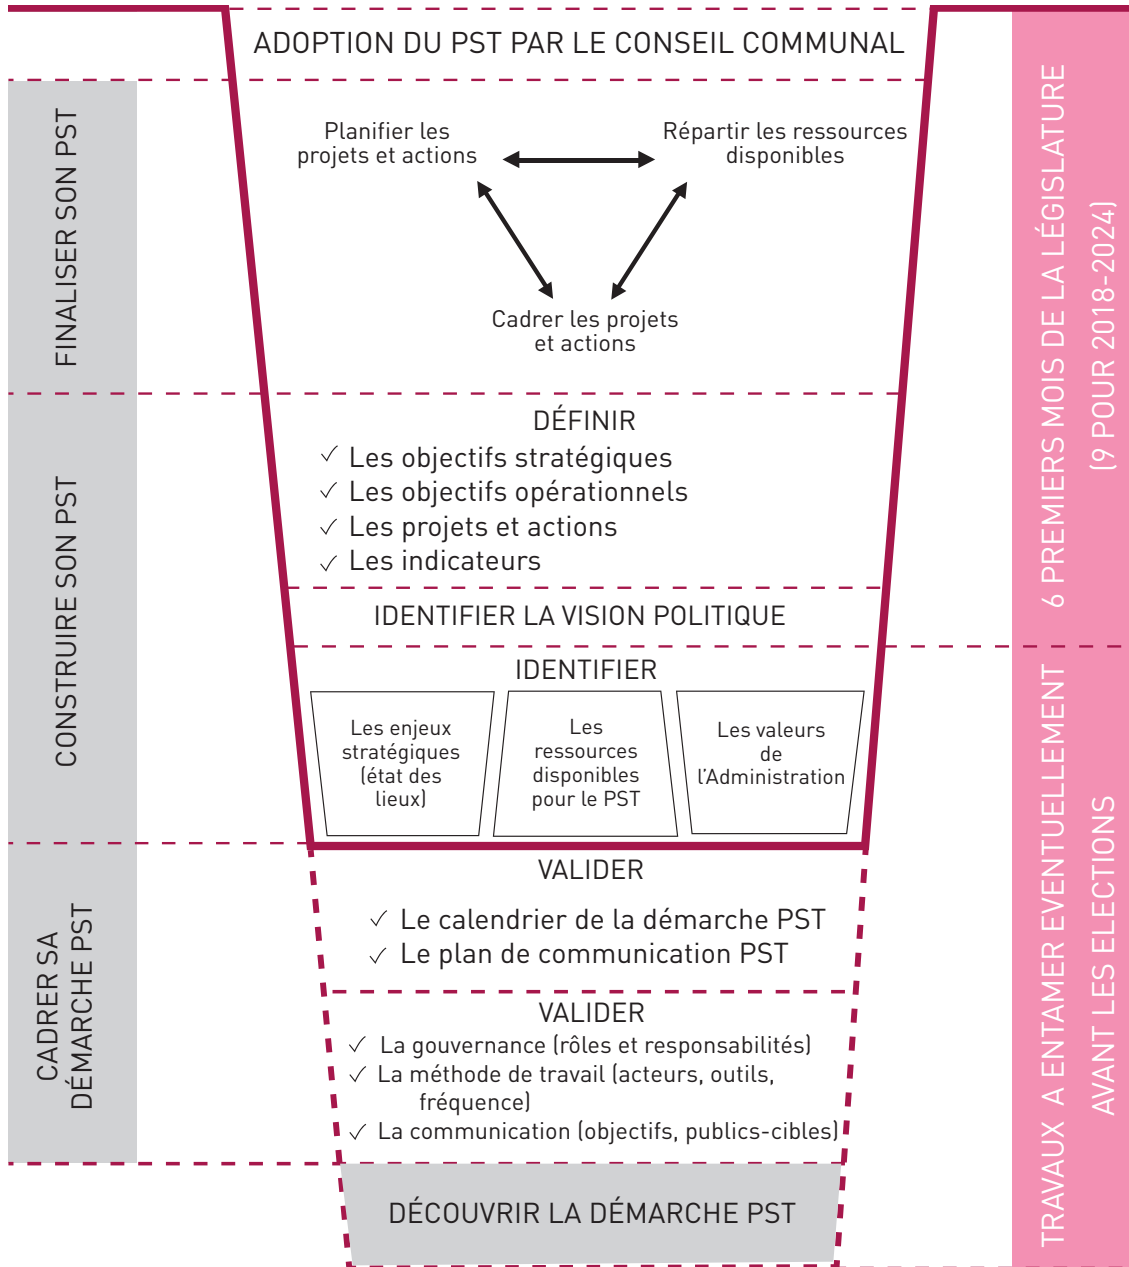 ADOPTION DU PST PAR LE CONSEIL COMMUNAL
FINALISER SON PST
Planifier les
projets et actions
Répartir les ressources
disponibles
Cadrer les projets
et actions
6 PREMIERS MOIS DE LA LÉGISLATURE
(9 POUR 2018-2024)
CONSTRUIRE SON PST
DÉFINIR
✓ Les objectifs stratégiques
✓ Les objectifs opérationnels
✓ Les projets et actions
✓ Les indicateurs
IDENTIFIER LA VISION POLITIQUE
IDENTIFIER
Les enjeux
stratégiques
(état des
lieux)
Les
ressources
disponibles
pour le PST
Les valeurs
de
l'Administration
TRAVAUX A ENTAMER EVENTUELLEMENT
AVANT LES ELECTIONS
CADRER SA
DÉMARCHE PST
VALIDER
✓ Le calendrier de la démarche PST
✓ Le plan de communication PST
VALIDER
✓ La gouvernance (rôles et responsabilités)
✓ La méthode de travail (acteurs, outils,
fréquence)
✓ La communication (objectifs, publics-cibles)
DÉCOUVRIR LA DÉMARCHE PST